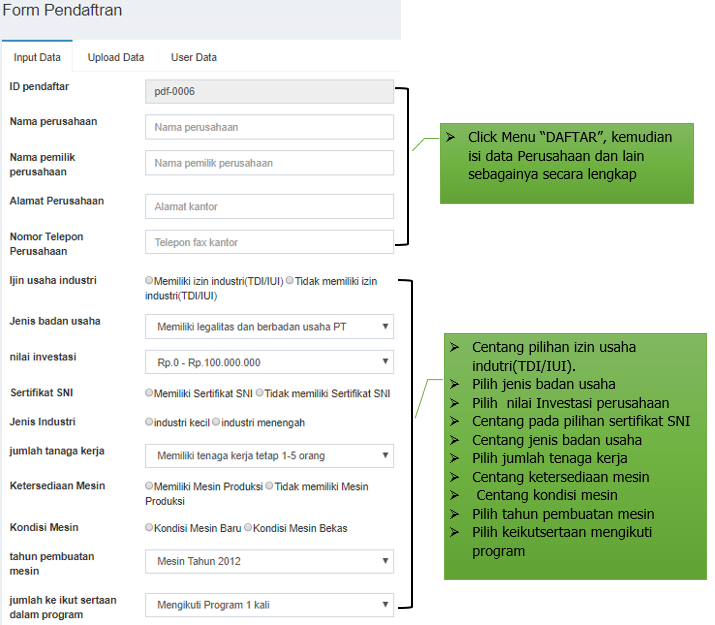 Form Pendaftran
Input Data
Upload Data
User Data
ID pendaftar
pdf-0006
Nama perusahaan
Nama perusahaan
Nama pemilik
perusahaan
Nama pemilik perusahaan
Alamat Perusahaan
Alamat kantor
Nomor Telepon
Perusahaan
Telepon fax kantor
Ijin usaha industri
Memiliki izin industri(TDI/IUI) Tidak memiliki izin
industri(TDI/IUI)
Jenis badan usaha
Memiliki legalitas dan berbadan usaha PT
nilai investasi
Rp.0 - Rp.100.000.000
Sertifikat SNI
Memiliki Sertifikat SNI Tidak memiliki Sertifikat SNI
Jenis Industri
industri kecil industri menengah
jumlah tanaga kerja
Memiliki tenaga kerja tetap 1-5 orang
Ketersediaan Mesin
Memiliki Mesin Produksi Tidak memiliki Mesin
Produksi
Kondisi Mesin
Kondisi Mesin Baru Kondisi Mesin Bekas
tahun pembuatan
mesin
Mesin Tahun 2012
jumlah ke ikut sertaan
dalam program
Mengikuti Program 1 kali
Click Menu “DAFTAR”, kemudian
isi data Perusahaan dan lain
sebagainya secara lengkap
Centang pilihan izin usaha
indutri(TDI/IUI).
Pilih jenis badan usaha
Pilih nilai Investasi perusahaan
Centang pada pilihan sertifikat SNI
Centang jenis badan usaha
Pilih jumlah tenaga kerja
Centang ketersediaan mesin
Centang kondisi mesin
Pilih tahun pembuatan mesin
Pilih keikutsertaan mengikuti
program